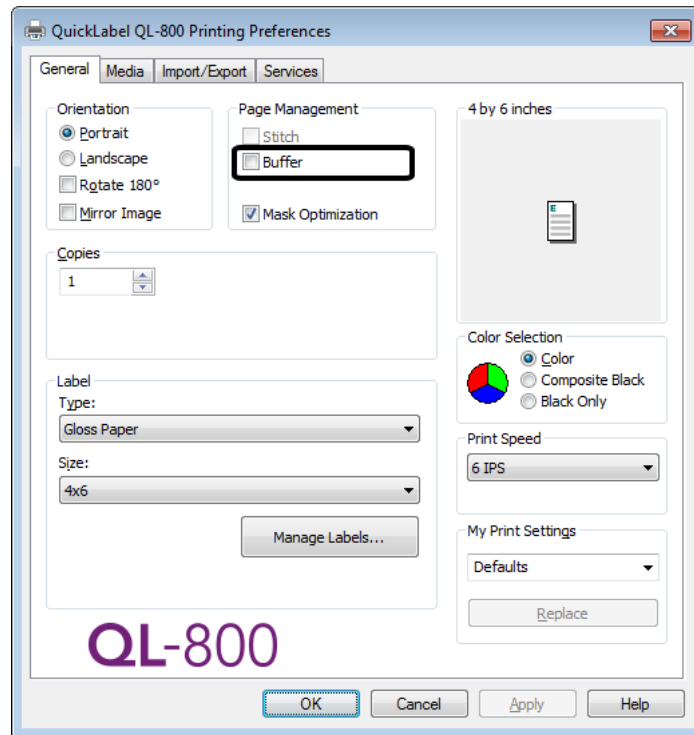 QuickLabel QL-800 Printing Preferences
General Media Import/Export Services
Orientation
Portrait
Landscape
Rotate 180°
Mirror Image
Page Management
Stitch
Buffer
Mask Optimization
4 by 6 inches
E
Copies
1
Color Selection
Color
Composite Black
Black Only
Label
Type:
Gloss Paper
Size:
4x6
Manage Labels...
Print Speed
6 IPS
My Print Settings
Defaults
Replace
QL-800
OK Cancel Apply Help